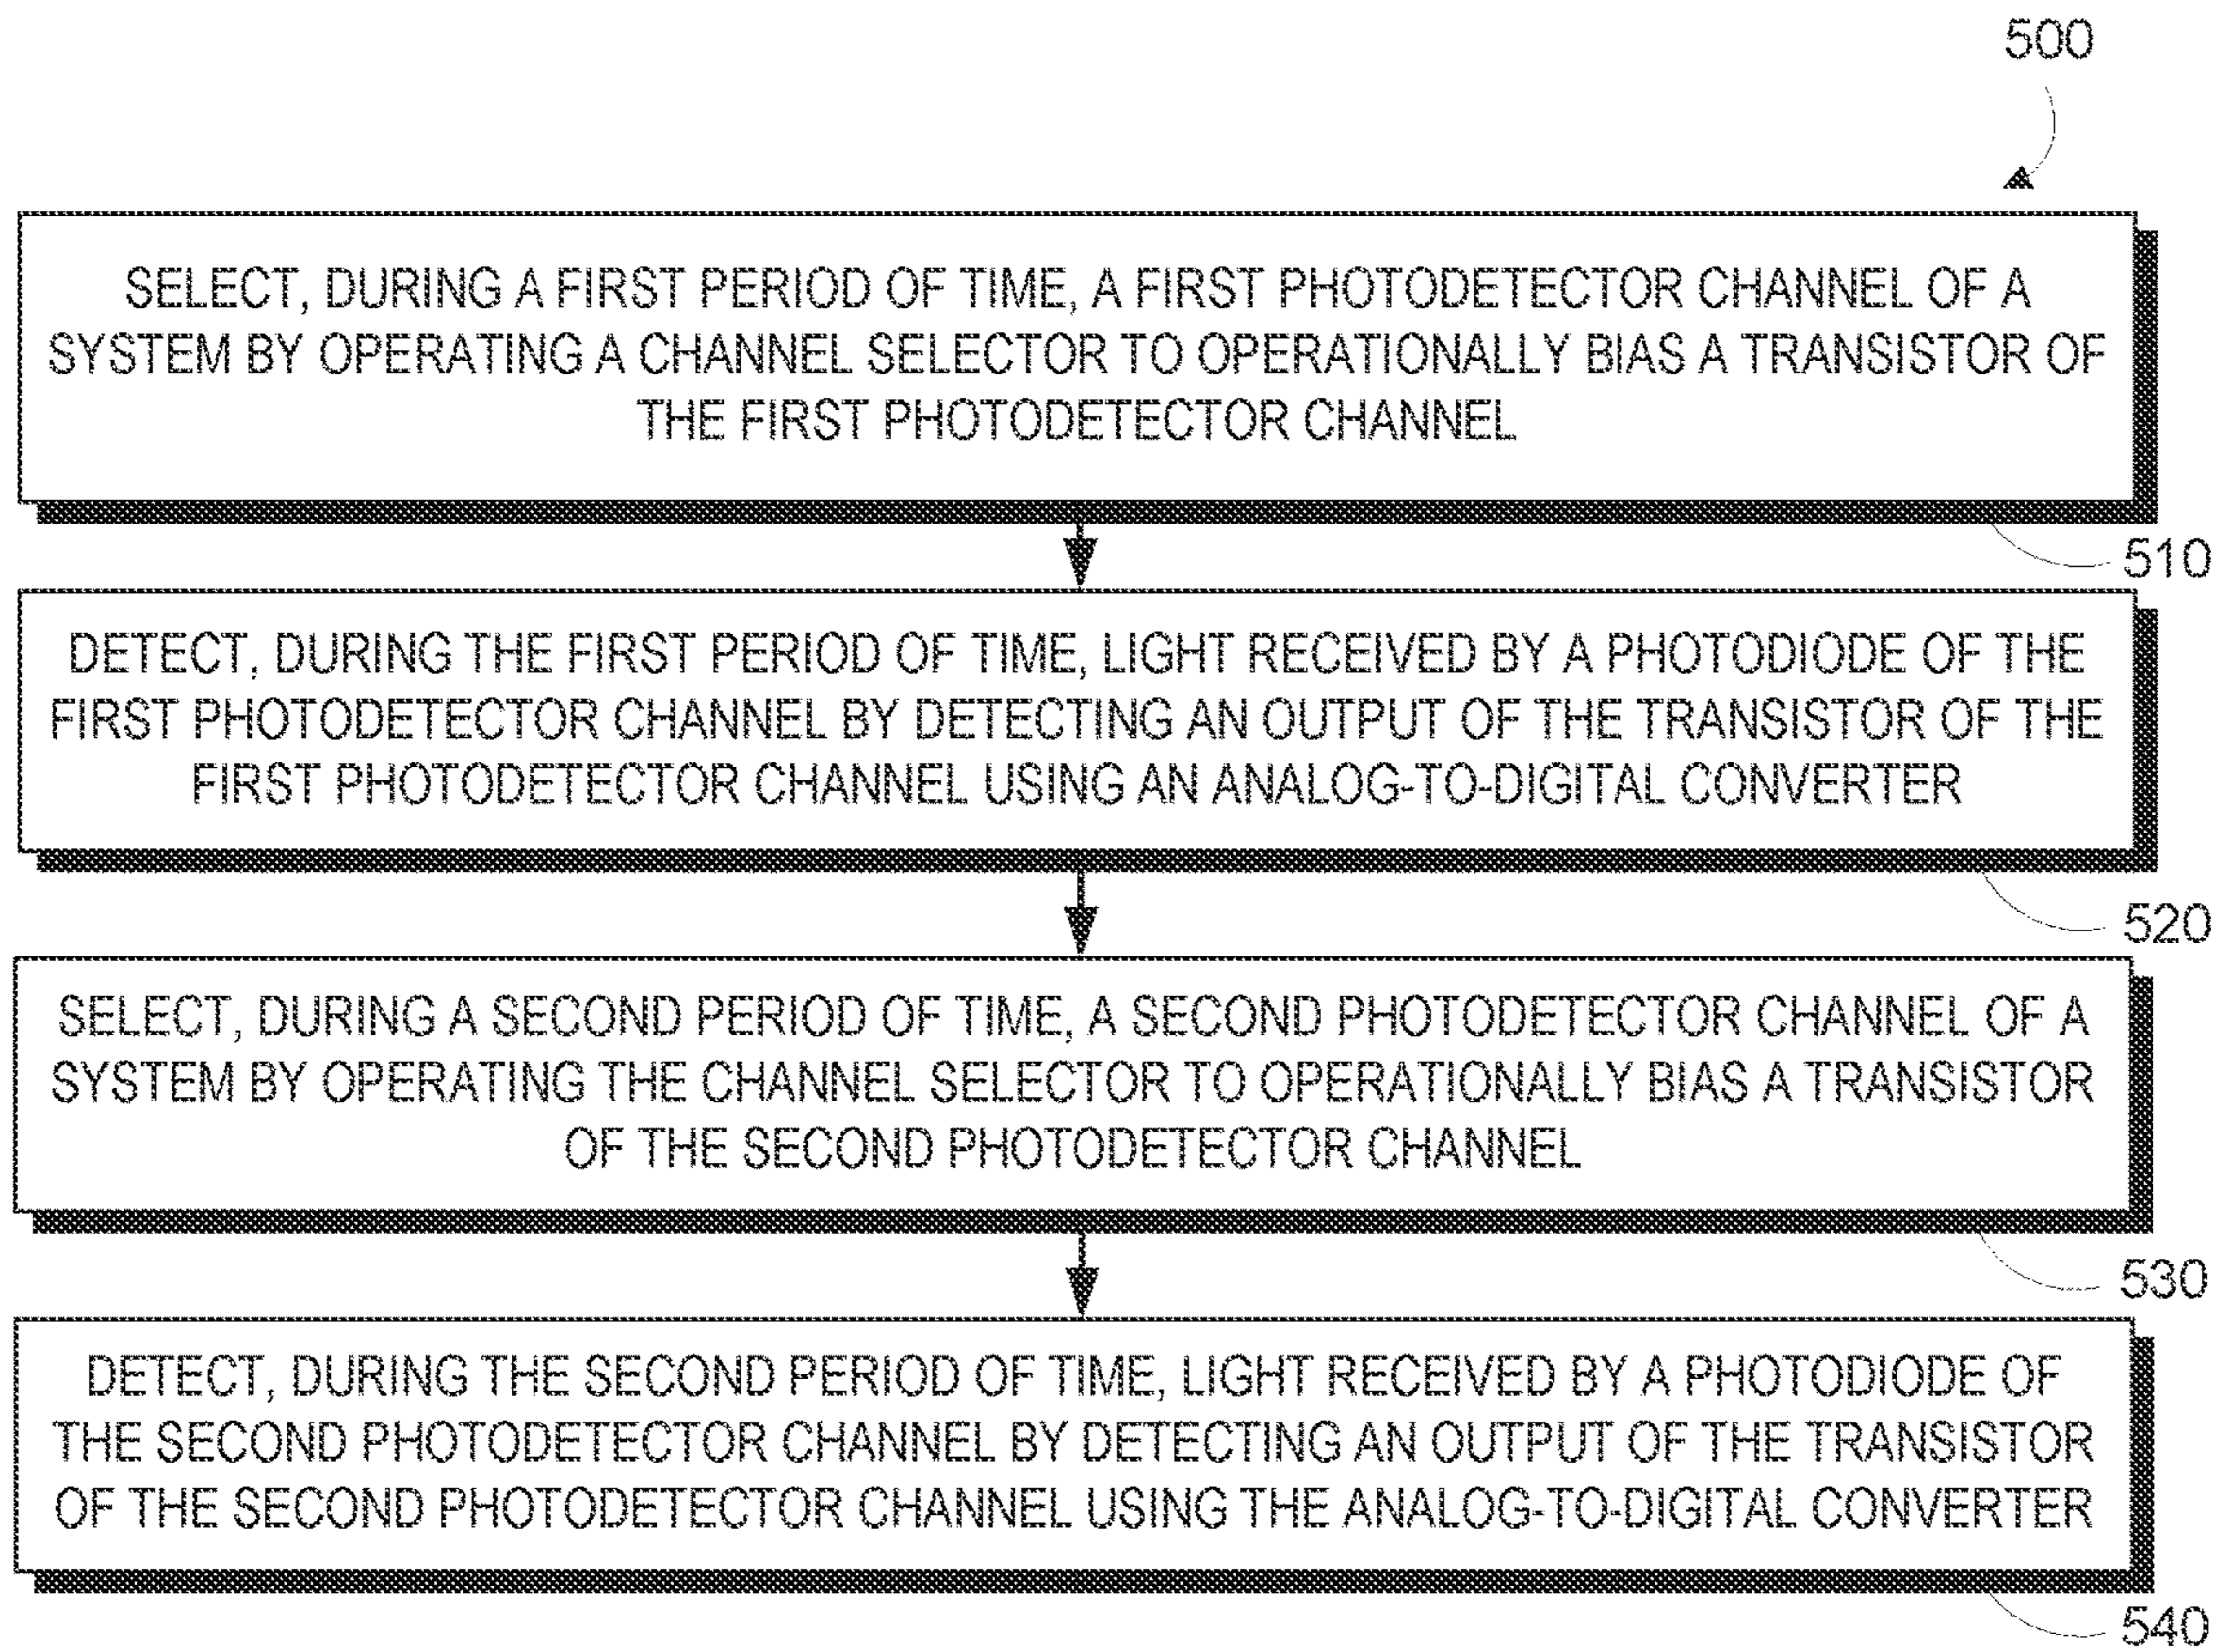 500
SELECT, DURING A FIRST PERIOD OF TIME, A FIRST PHOTODETECTOR CHANNEL OF A
SYSTEM BY OPERATING A CHANNEL SELECTOR TO OPERATIONALLY BIAS A TRANSISTOR OF
THE FIRST PHOTODETECTOR CHANNEL
510
DETECT, DURING THE FIRST PERIOD OF TIME, LIGHT RECEIVED BY A PHOTODIODE OF THE
FIRST PHOTODETECTOR CHANNEL BY DETECTING AN OUTPUT OF THE TRANSISTOR OF THE
FIRST PHOTODETECTOR CHANNEL USING AN ANALOG-TO-DIGITAL CONVERTER
520
SELECT, DURING A SECOND PERIOD OF TIME, A SECOND PHOTODETECTOR CHANNEL OF A
SYSTEM BY OPERATING THE CHANNEL SELECTOR TO OPERATIONALLY BIAS A TRANSISTOR
OF THE SECOND PHOTODETECTOR CHANNEL
530
DETECT, DURING THE SECOND PERIOD OF TIME, LIGHT RECEIVED BY A PHOTODIODE OF
THE SECOND PHOTODETECTOR CHANNEL BY DETECTING AN OUTPUT OF THE TRANSISTOR
OF THE SECOND PHOTODETECTOR CHANNEL USING THE ANALOG-TO-DIGITAL CONVERTER
540